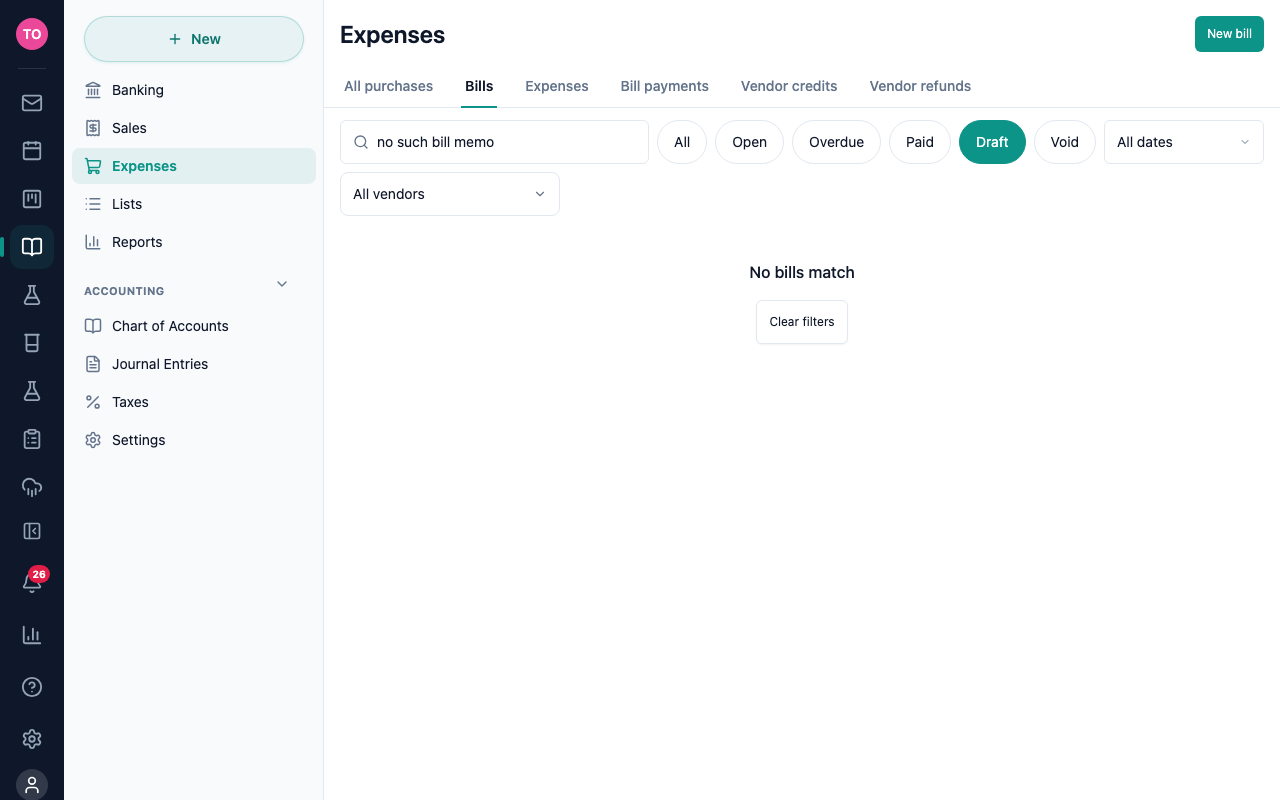 TO
New
Banking
Sales
Expenses
Lists
Reports
ACCOUNTING
Chart of Accounts
Journal Entries
Taxes
Settings
26
Expenses
New bill
All purchases
Bills
Expenses
Bill payments
Vendor credits
Vendor refunds
no such bill memo
All
Open
Overdue
Paid
Draft
Void
All dates
All vendors
No bills match
Clear filters